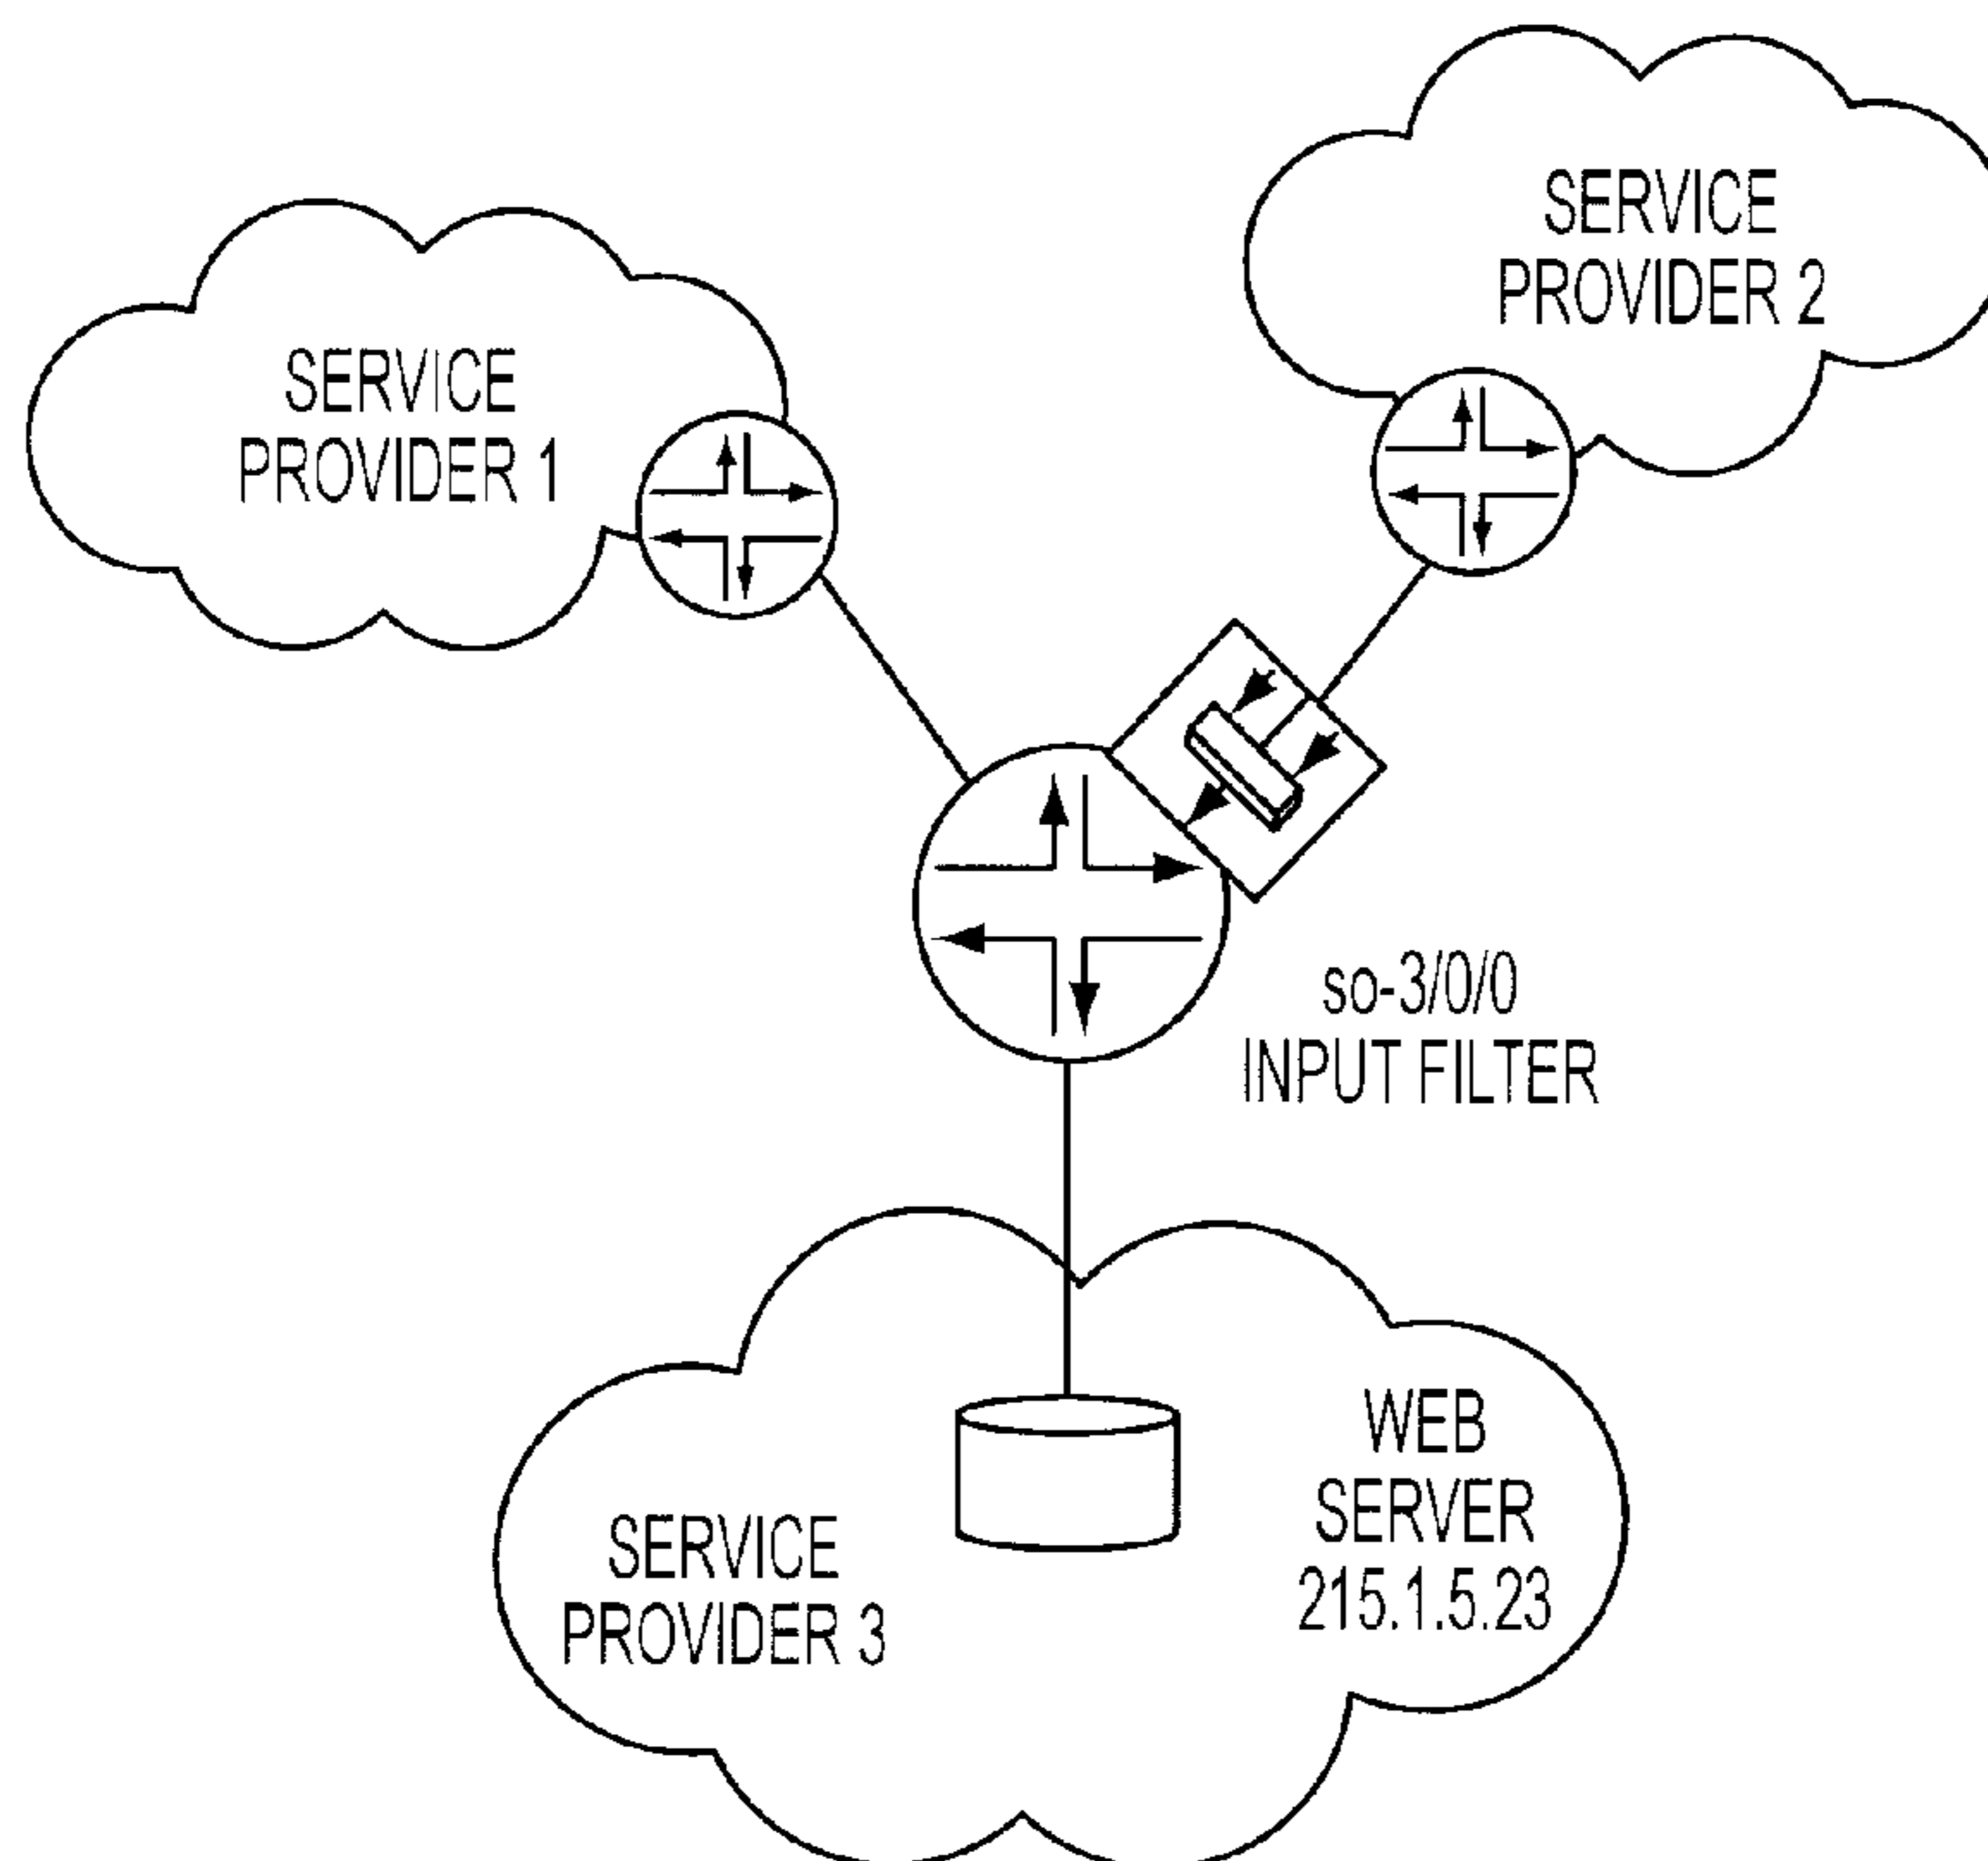 SERVICE
PROVIDER 1
SERVICE
PROVIDER 2
so-3/0/0
INPUT FILTER
SERVICE
PROVIDER 3
WEB
SERVER
215.1.5.23